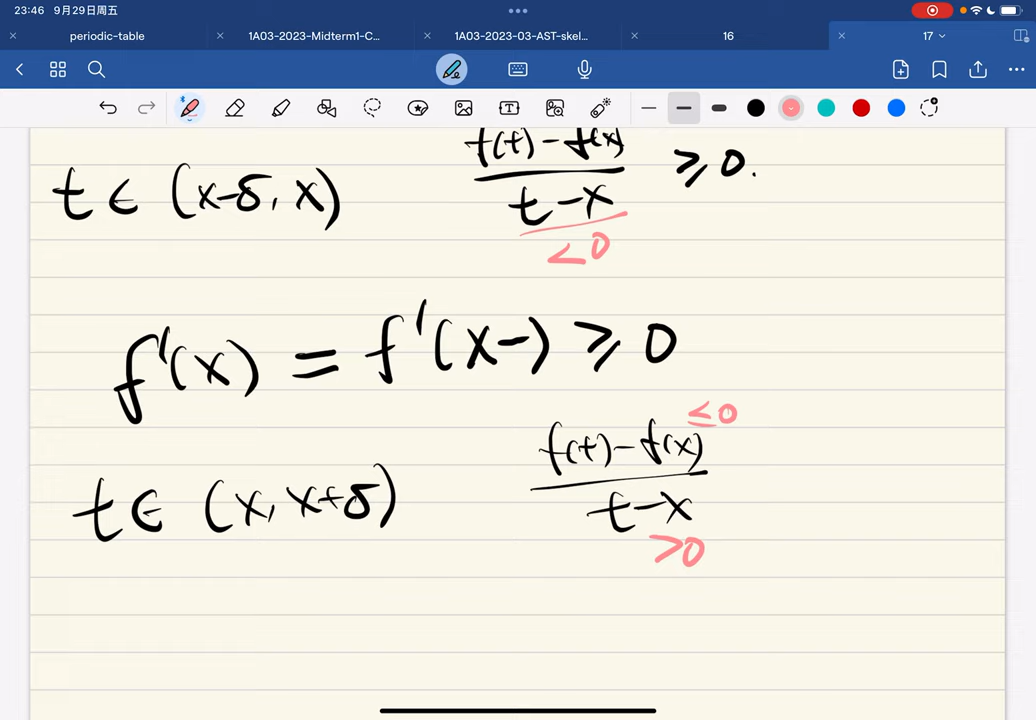 23:46 9月29日周五
periodic-table
1A03-2023-Midterm1-C...
1A03-2023-03-AST-skel...
16
17
f(t) - f(x)
t ∈ (x-δ, x)
≥ 0.
t - x
< 0
f'(x) = f'(x-) ≥ 0
≤ 0
f(t) - f(x)
t ∈ (x, x+δ)
t - x
> 0